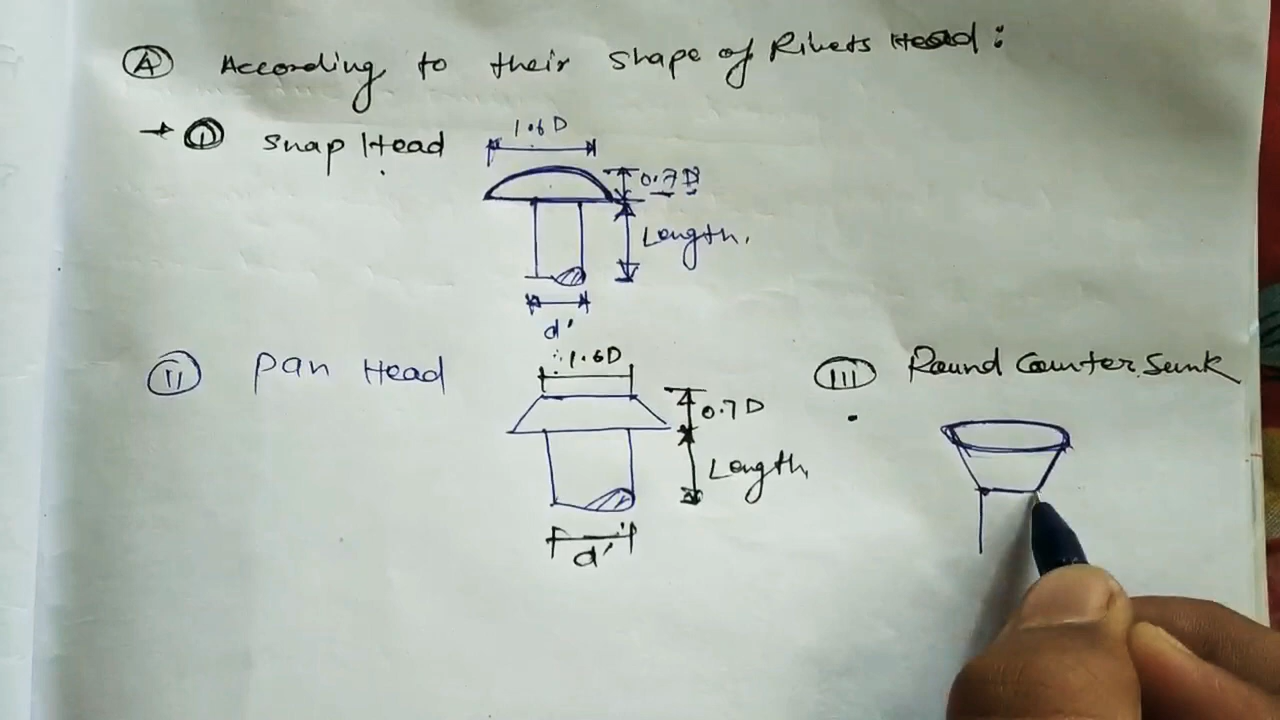 A According to their shape of Rivets Head:
→ I Snap Head
1.6D
0.7D
Length.
d'
II Pan Head
1.6D
0.7D
Length,
d'
III Round Counter Sunk